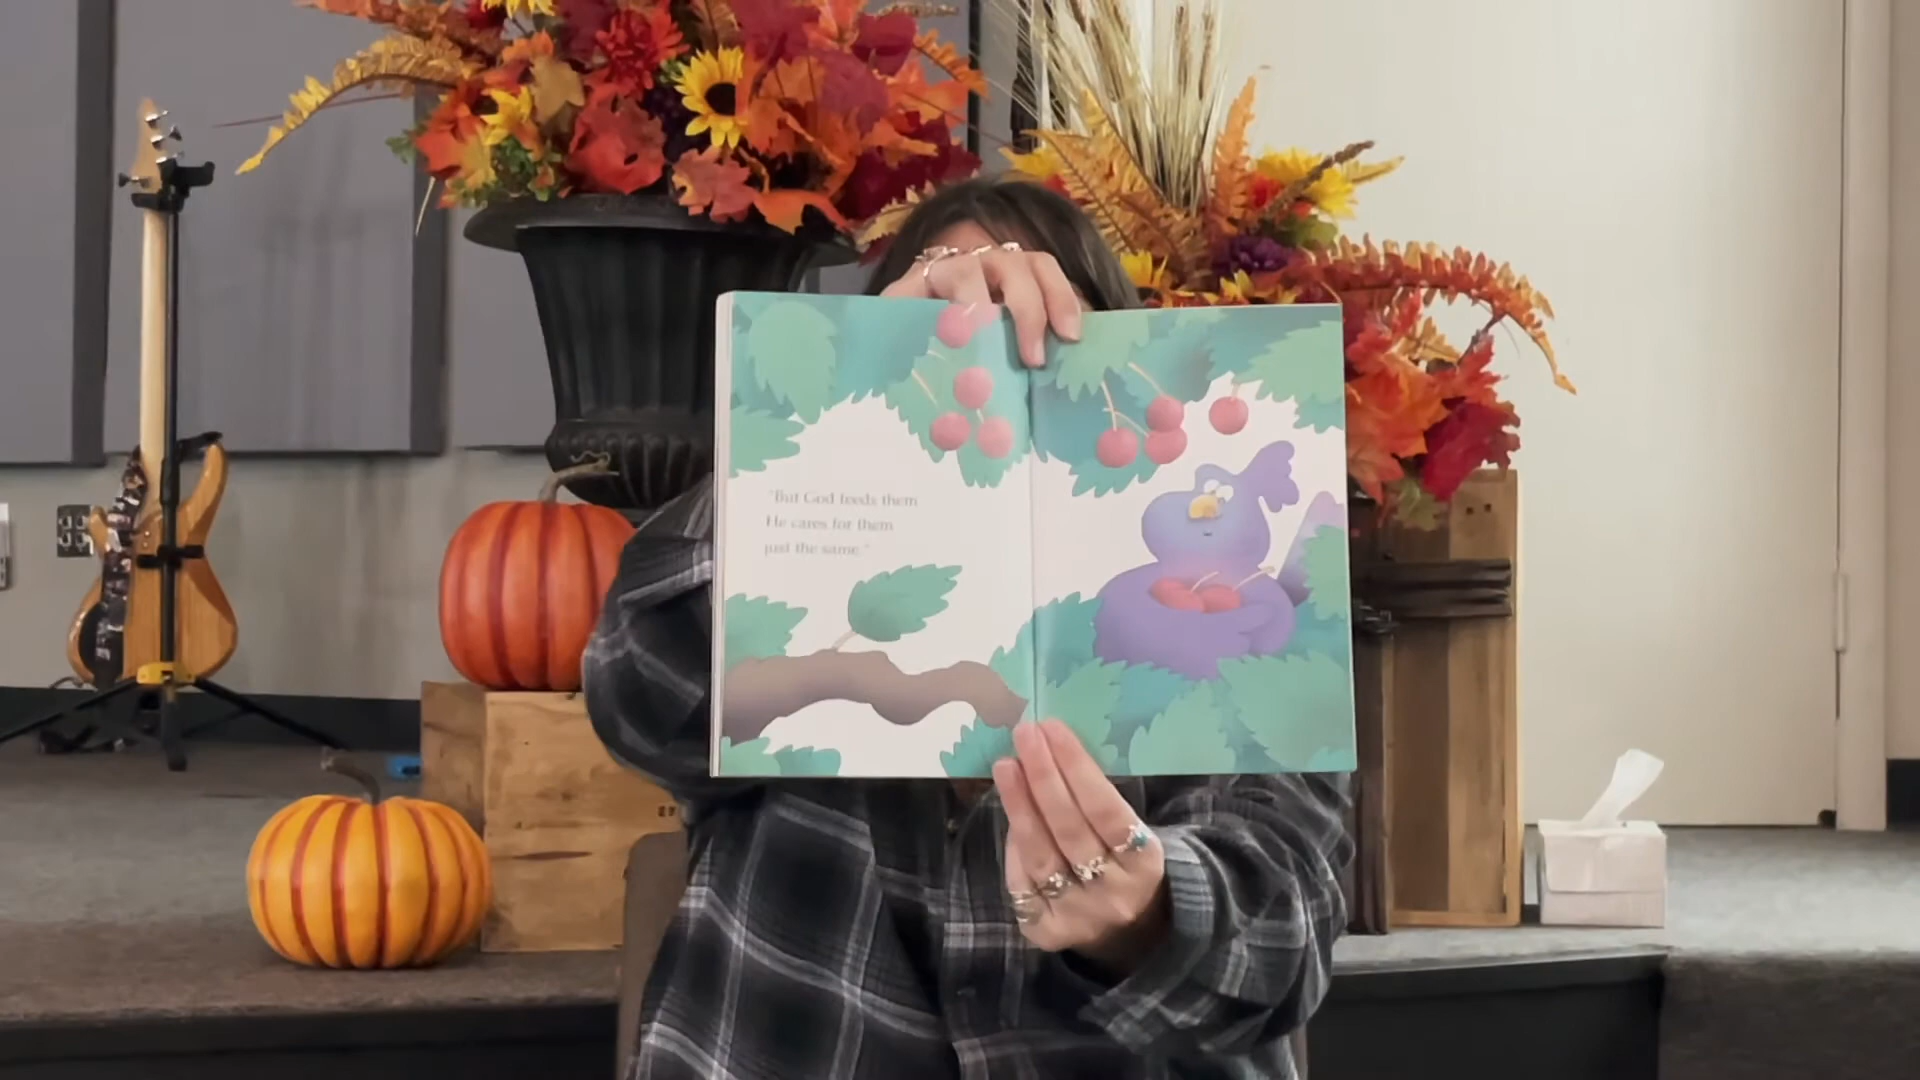 "But God feeds them
He cares for them
just the same."